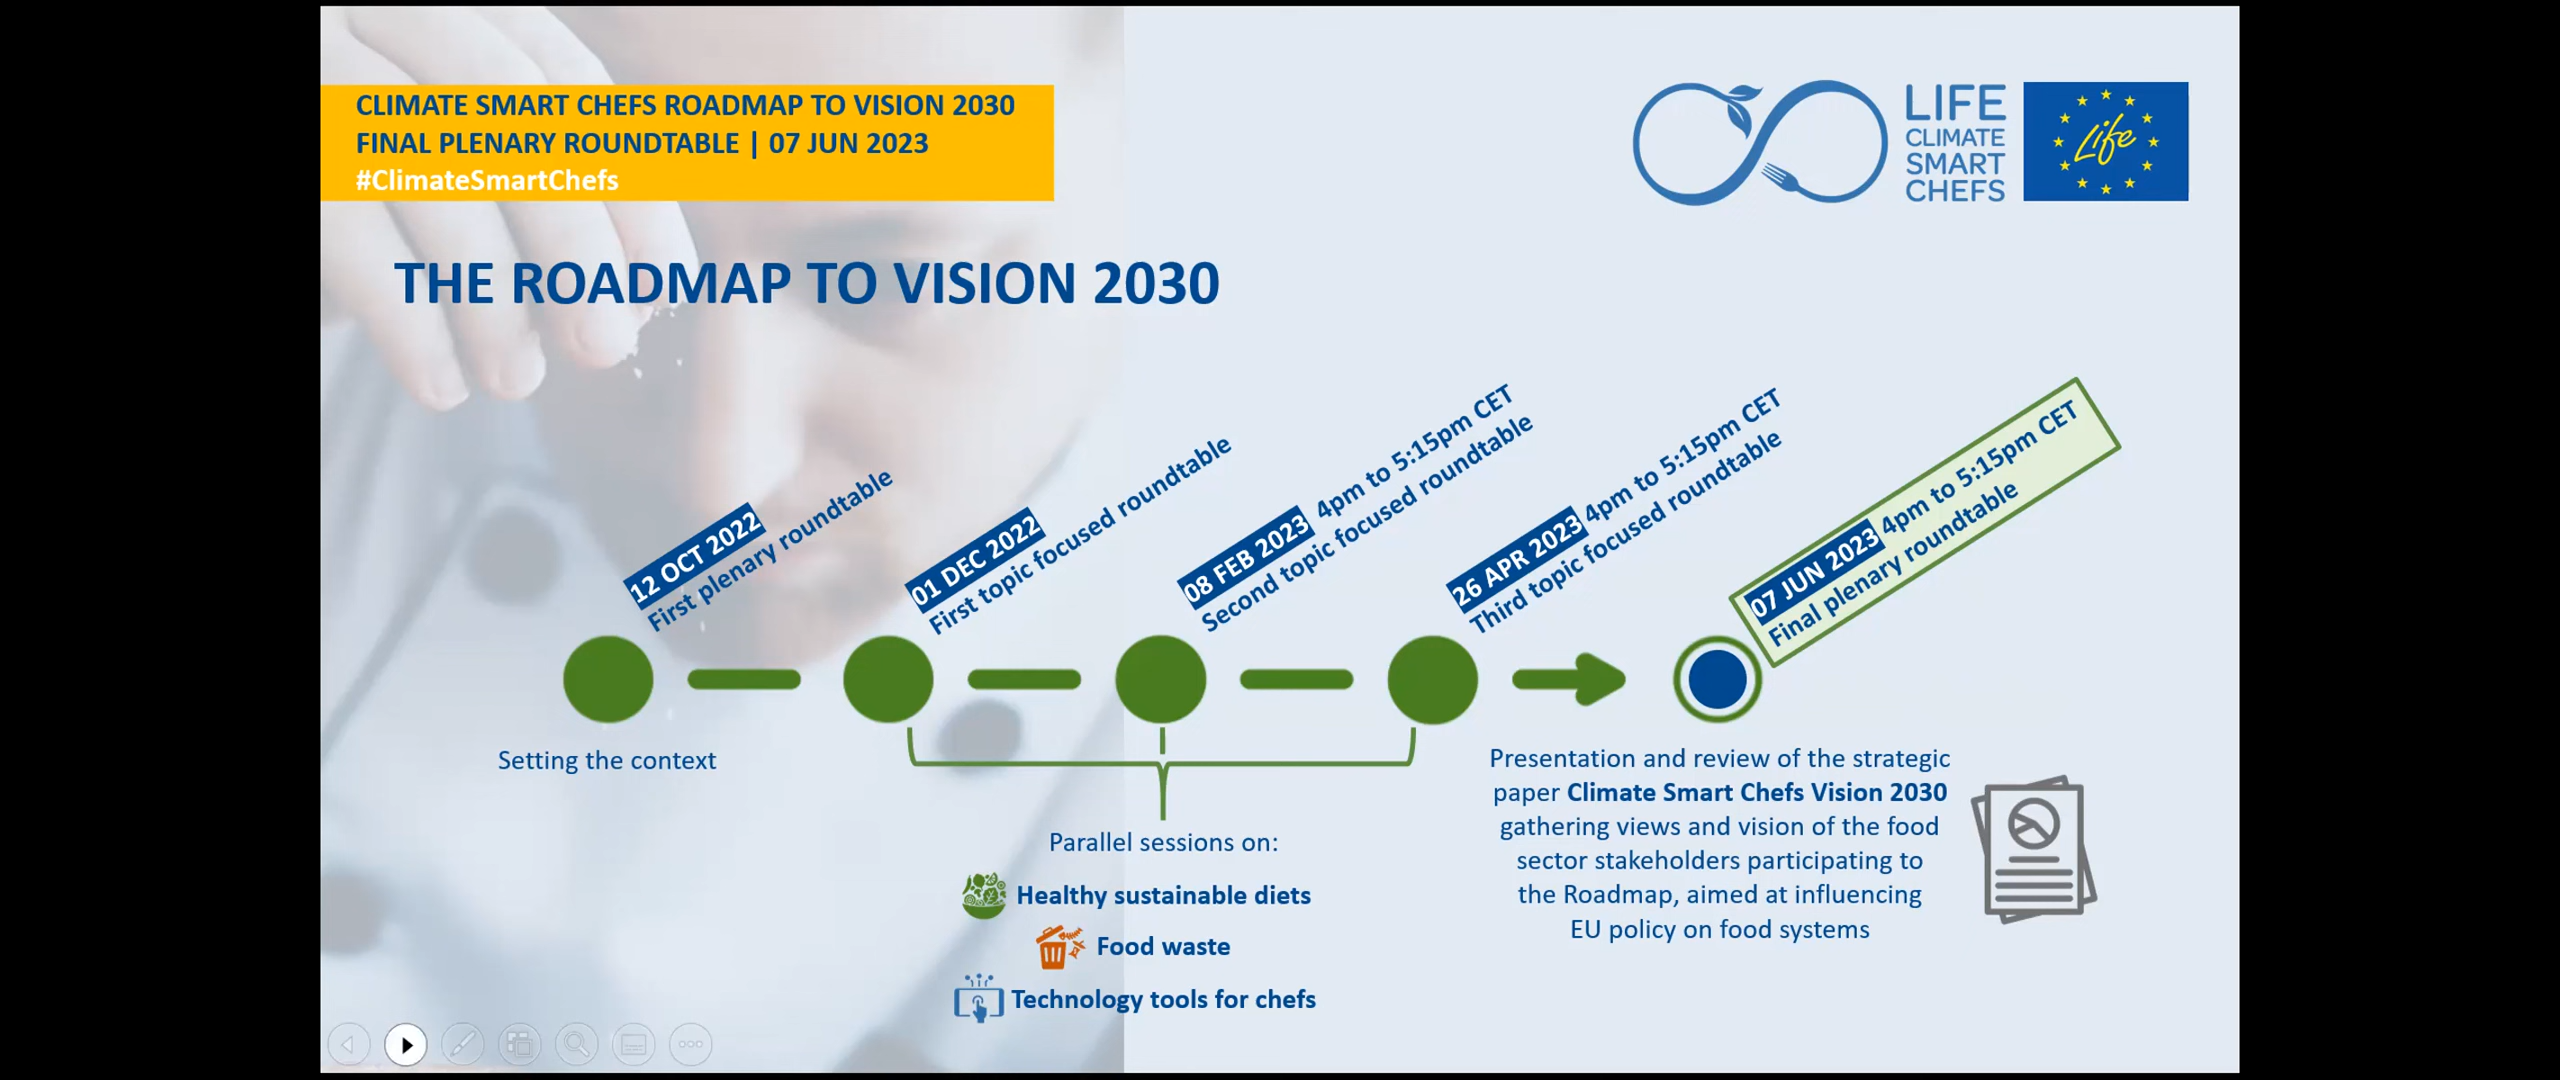 CLIMATE SMART CHEFS ROADMAP TO VISION 2030
FINAL PLENARY ROUNDTABLE | 07 JUN 2023
#ClimateSmartChefs
LIFE
CLIMATE
SMART
CHEFS
Life
THE ROADMAP TO VISION 2030
12 OCT 2022
First plenary roundtable
01 DEC 2022
First topic focused roundtable
08 FEB 2023 4pm to 5:15pm CET
Second topic focused roundtable
26 APR 2023 4pm to 5:15pm CET
Third topic focused roundtable
07 JUN 2023 4pm to 5:15pm CET
Final plenary roundtable
Setting the context
Parallel sessions on:
Healthy sustainable diets
Food waste
Technology tools for chefs
Presentation and review of the strategic
paper Climate Smart Chefs Vision 2030
gathering views and vision of the food
sector stakeholders participating to
the Roadmap, aimed at influencing
EU policy on food systems